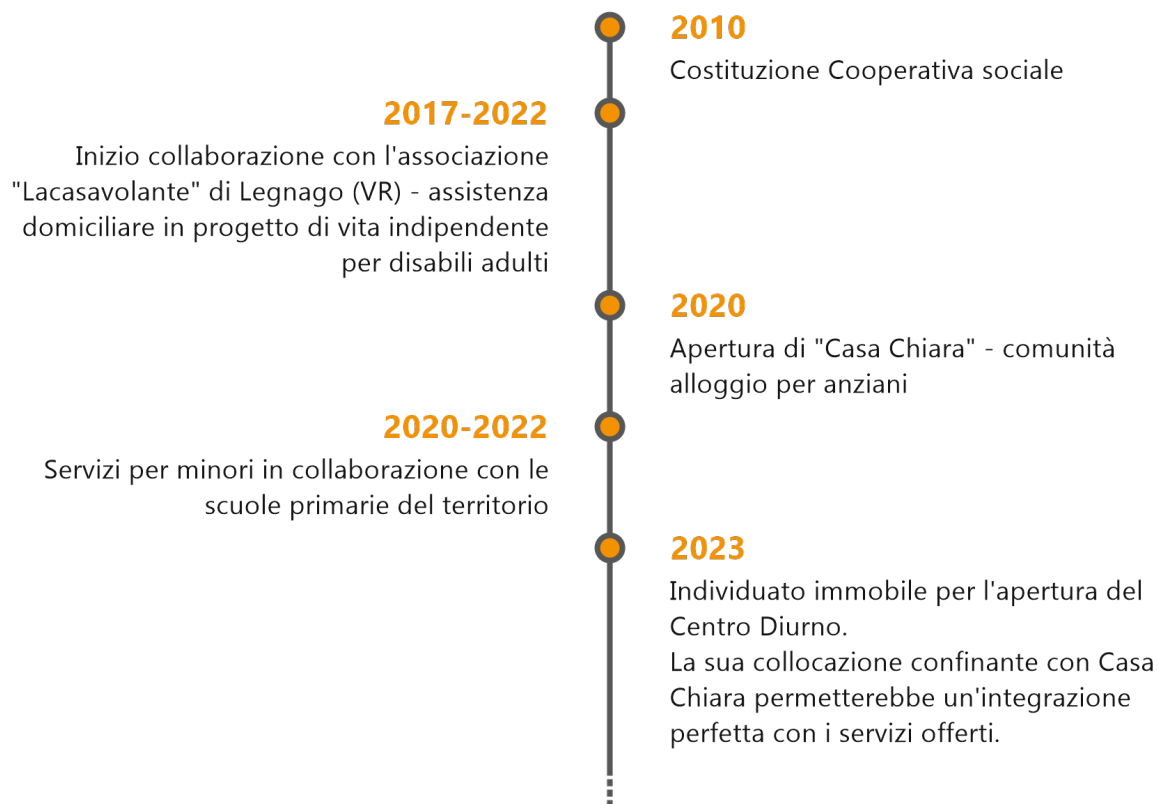 2010
Costituzione Cooperativa sociale
2017-2022
Inizio collaborazione con l'associazione
"Lacasavolante" di Legnago (VR) - assistenza
domiciliare in progetto di vita indipendente
per disabili adulti
2020
Apertura di "Casa Chiara" - comunità
alloggio per anziani
2020-2022
Servizi per minori in collaborazione con le
scuole primarie del territorio
2023
Individuato immobile per l'apertura del
Centro Diurno.
La sua collocazione confinante con Casa
Chiara permetterebbe un'integrazione
perfetta con i servizi offerti.